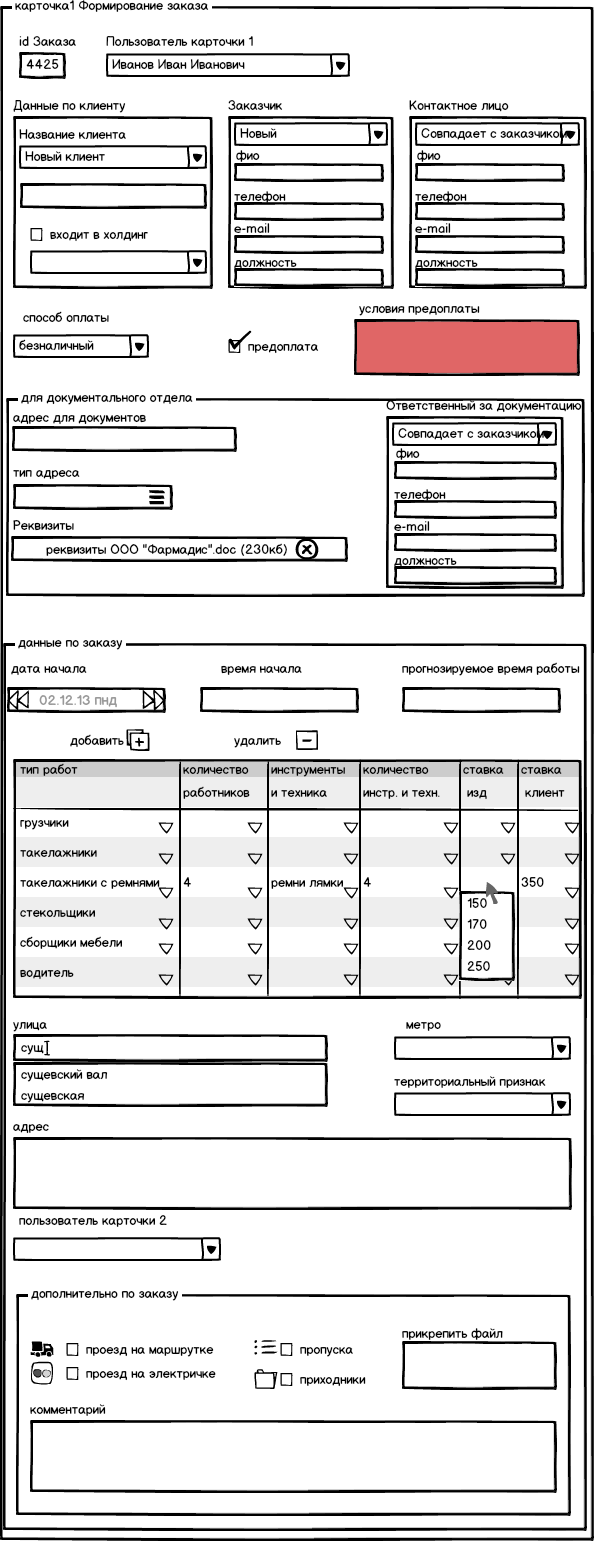 карточка1 Формирование заказа
id Заказа
Пользователь карточки 1
4425
Иванов Иван Иванович
Данные по клиенту
Заказчик
Контактное лицо
Название клиента
Новый клиент
входит в холдинг
Новый
фио
телефон
e-mail
должность
Совпадает с заказчиком
фио
телефон
e-mail
должность
способ оплаты
условия предоплаты
безналичный
предоплата
для документального отдела
адрес для документов
тип адреса
Реквизиты
реквизиты ООО "Фармадис".doc (230кб)
Ответственный за документацию
Совпадает с заказчиком
фио
телефон
e-mail
должность
данные по заказу
дата начала
время начала
прогнозируемое время работы
02.12.13 пнд
добавить
удалить
тип работ
количество
инструменты
количество
ставка
ставка
работников
и техника
инстр. и техн.
изд
клиент
грузчики
такелажники
такелажники с ремнями
4
ремни лямки
4
350
150
170
200
250
стекольщики
сборщики мебели
водитель
улица
метро
сущ
сущевский вал
сущевская
территориальный признак
адрес
пользователь карточки 2
дополнительно по заказу
проезд на маршрутке
пропуска
прикрепить файл
проезд на электричке
приходники
комментарий